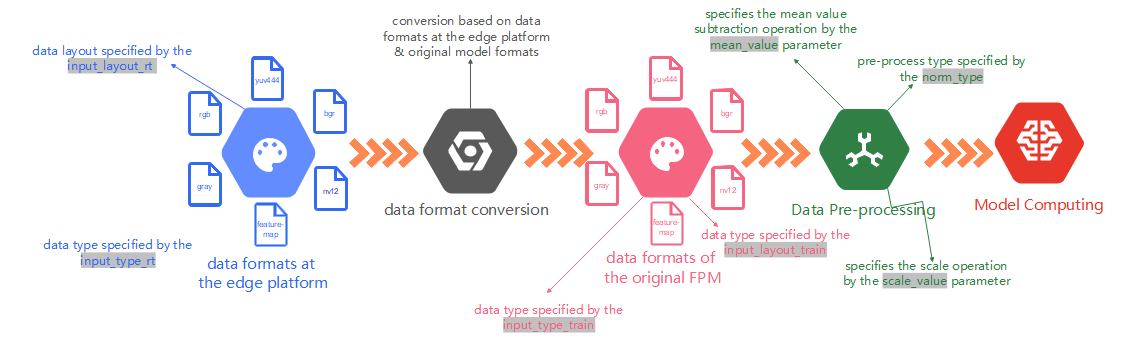 data layout specified by the
input_layout_rt
yuv444
rgb
bgr
gray
nv12
feature-
map
data type specified by the
input_type_rt
data formats at
the edge platform
conversion based on data
formats at the edge platform
& original model formats
data format conversion
yuv444
rgb
bgr
gray
nv12
feature-
map
data formats of
the original FPM
data type specified by the
input_layout_train
data type specified by the
input_type_train
specifies the mean value
subtraction operation by the
mean_value parameter
pre-process type specified by
the norm_type
Data Pre-processing
specifies the scale operation
by the scale_value parameter
Model Computing